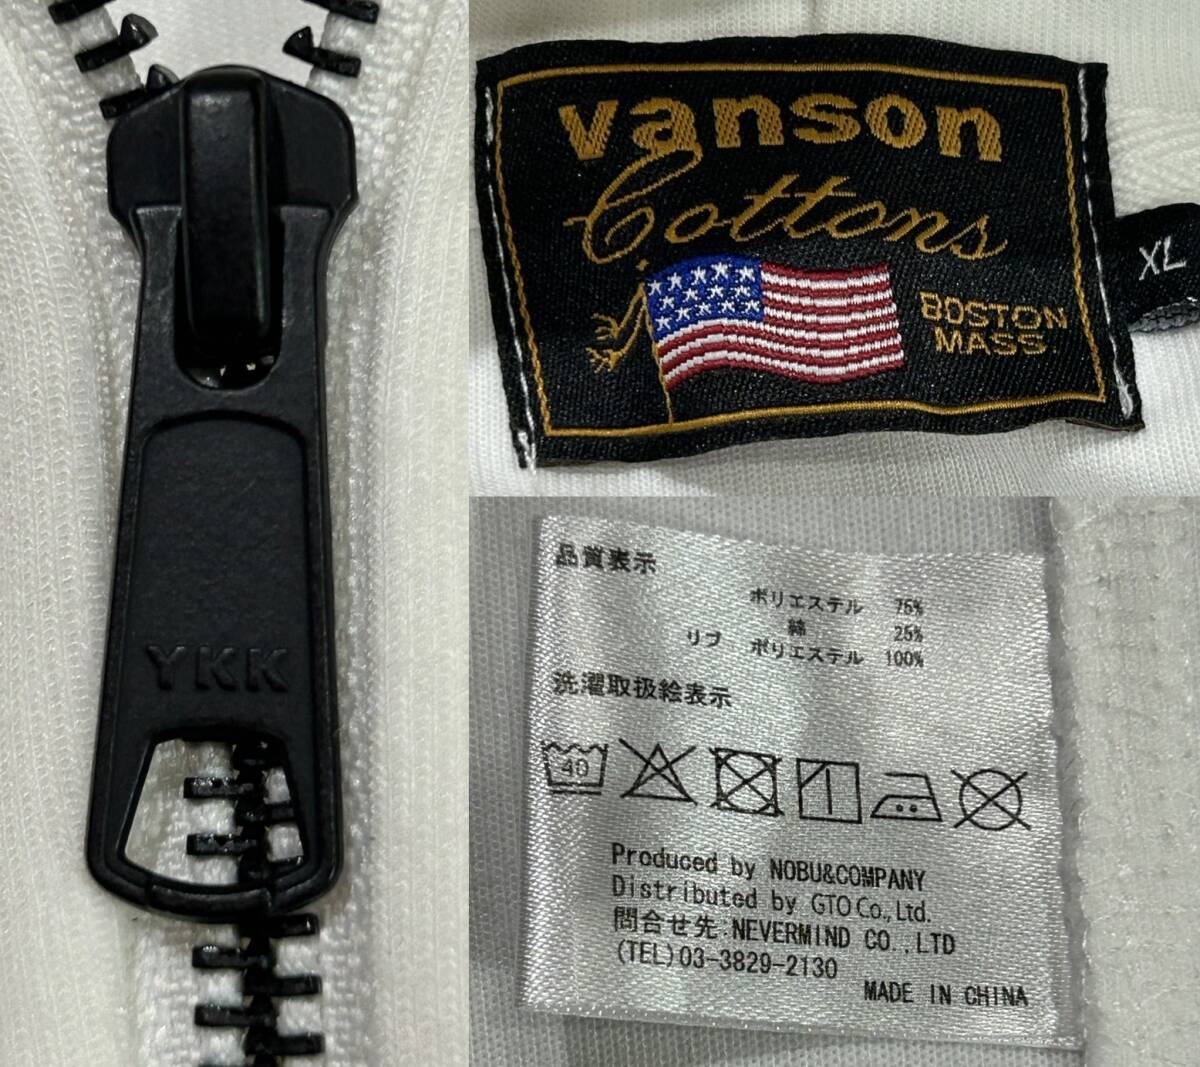 YKK
vanson
Cottons
BOSTON
MASS.
XL
品質表示
ポリエステル 75%
綿 25%
リブ ポリエステル 100%
洗濯取扱絵表示
40
Produced by NOBU&COMPANY
Distributed by GTO Co., Ltd.
問合せ先:NEVERMIND CO.,LTD
(TEL)03-3829-2130
MADE IN CHINA